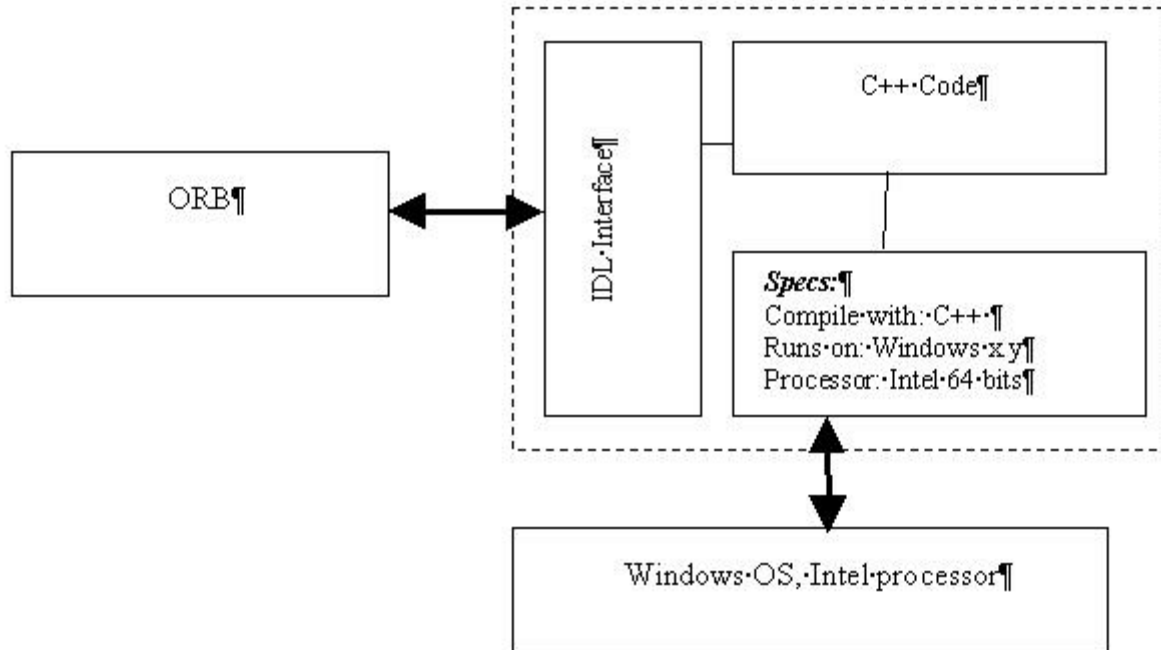 C++·Code¶
ORB¶
IDL·Interface¶
Specs:¶
Compile·with:·C++·¶
Runs·on:·Windows·x.y¶
Processor:·Intel·64·bits¶
Windows·OS,·Intel·processor¶